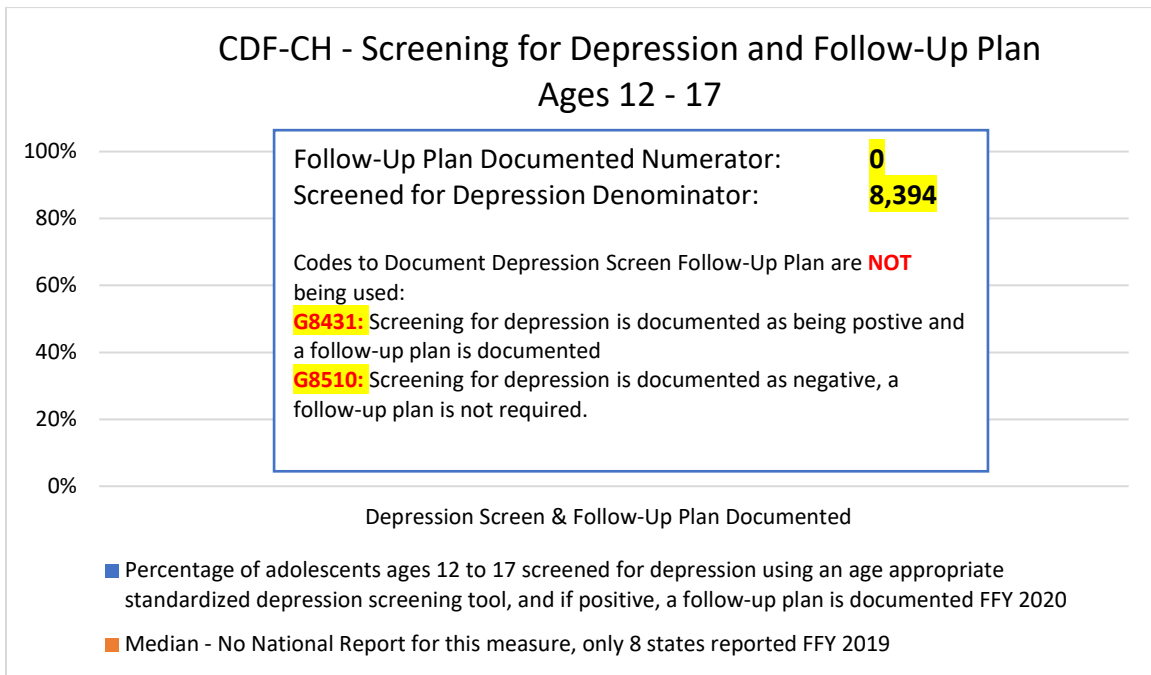 CDF-CH - Screening for Depression and Follow-Up Plan
Ages 12 - 17
100%
80%
60%
40%
20%
0%
Follow-Up Plan Documented Numerator: 0
Screened for Depression Denominator: 8,394
Codes to Document Depression Screen Follow-Up Plan are NOT
being used:
G8431: Screening for depression is documented as being postive and
a follow-up plan is documented
G8510: Screening for depression is documented as negative, a
follow-up plan is not required.
Depression Screen & Follow-Up Plan Documented
Percentage of adolescents ages 12 to 17 screened for depression using an age appropriate
standardized depression screening tool, and if positive, a follow-up plan is documented FFY 2020
Median - No National Report for this measure, only 8 states reported FFY 2019